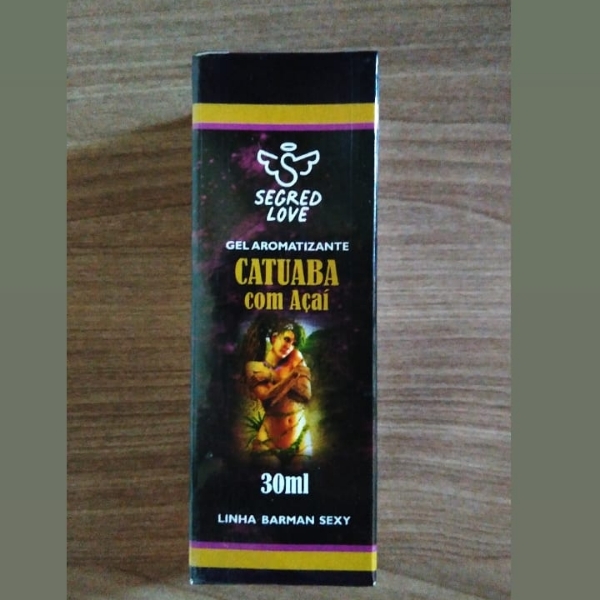 SEGRED
LOVE
GEL AROMATIZANTE
CATUABA
com Açaí
30ml
LINHA BARMAN SEXY